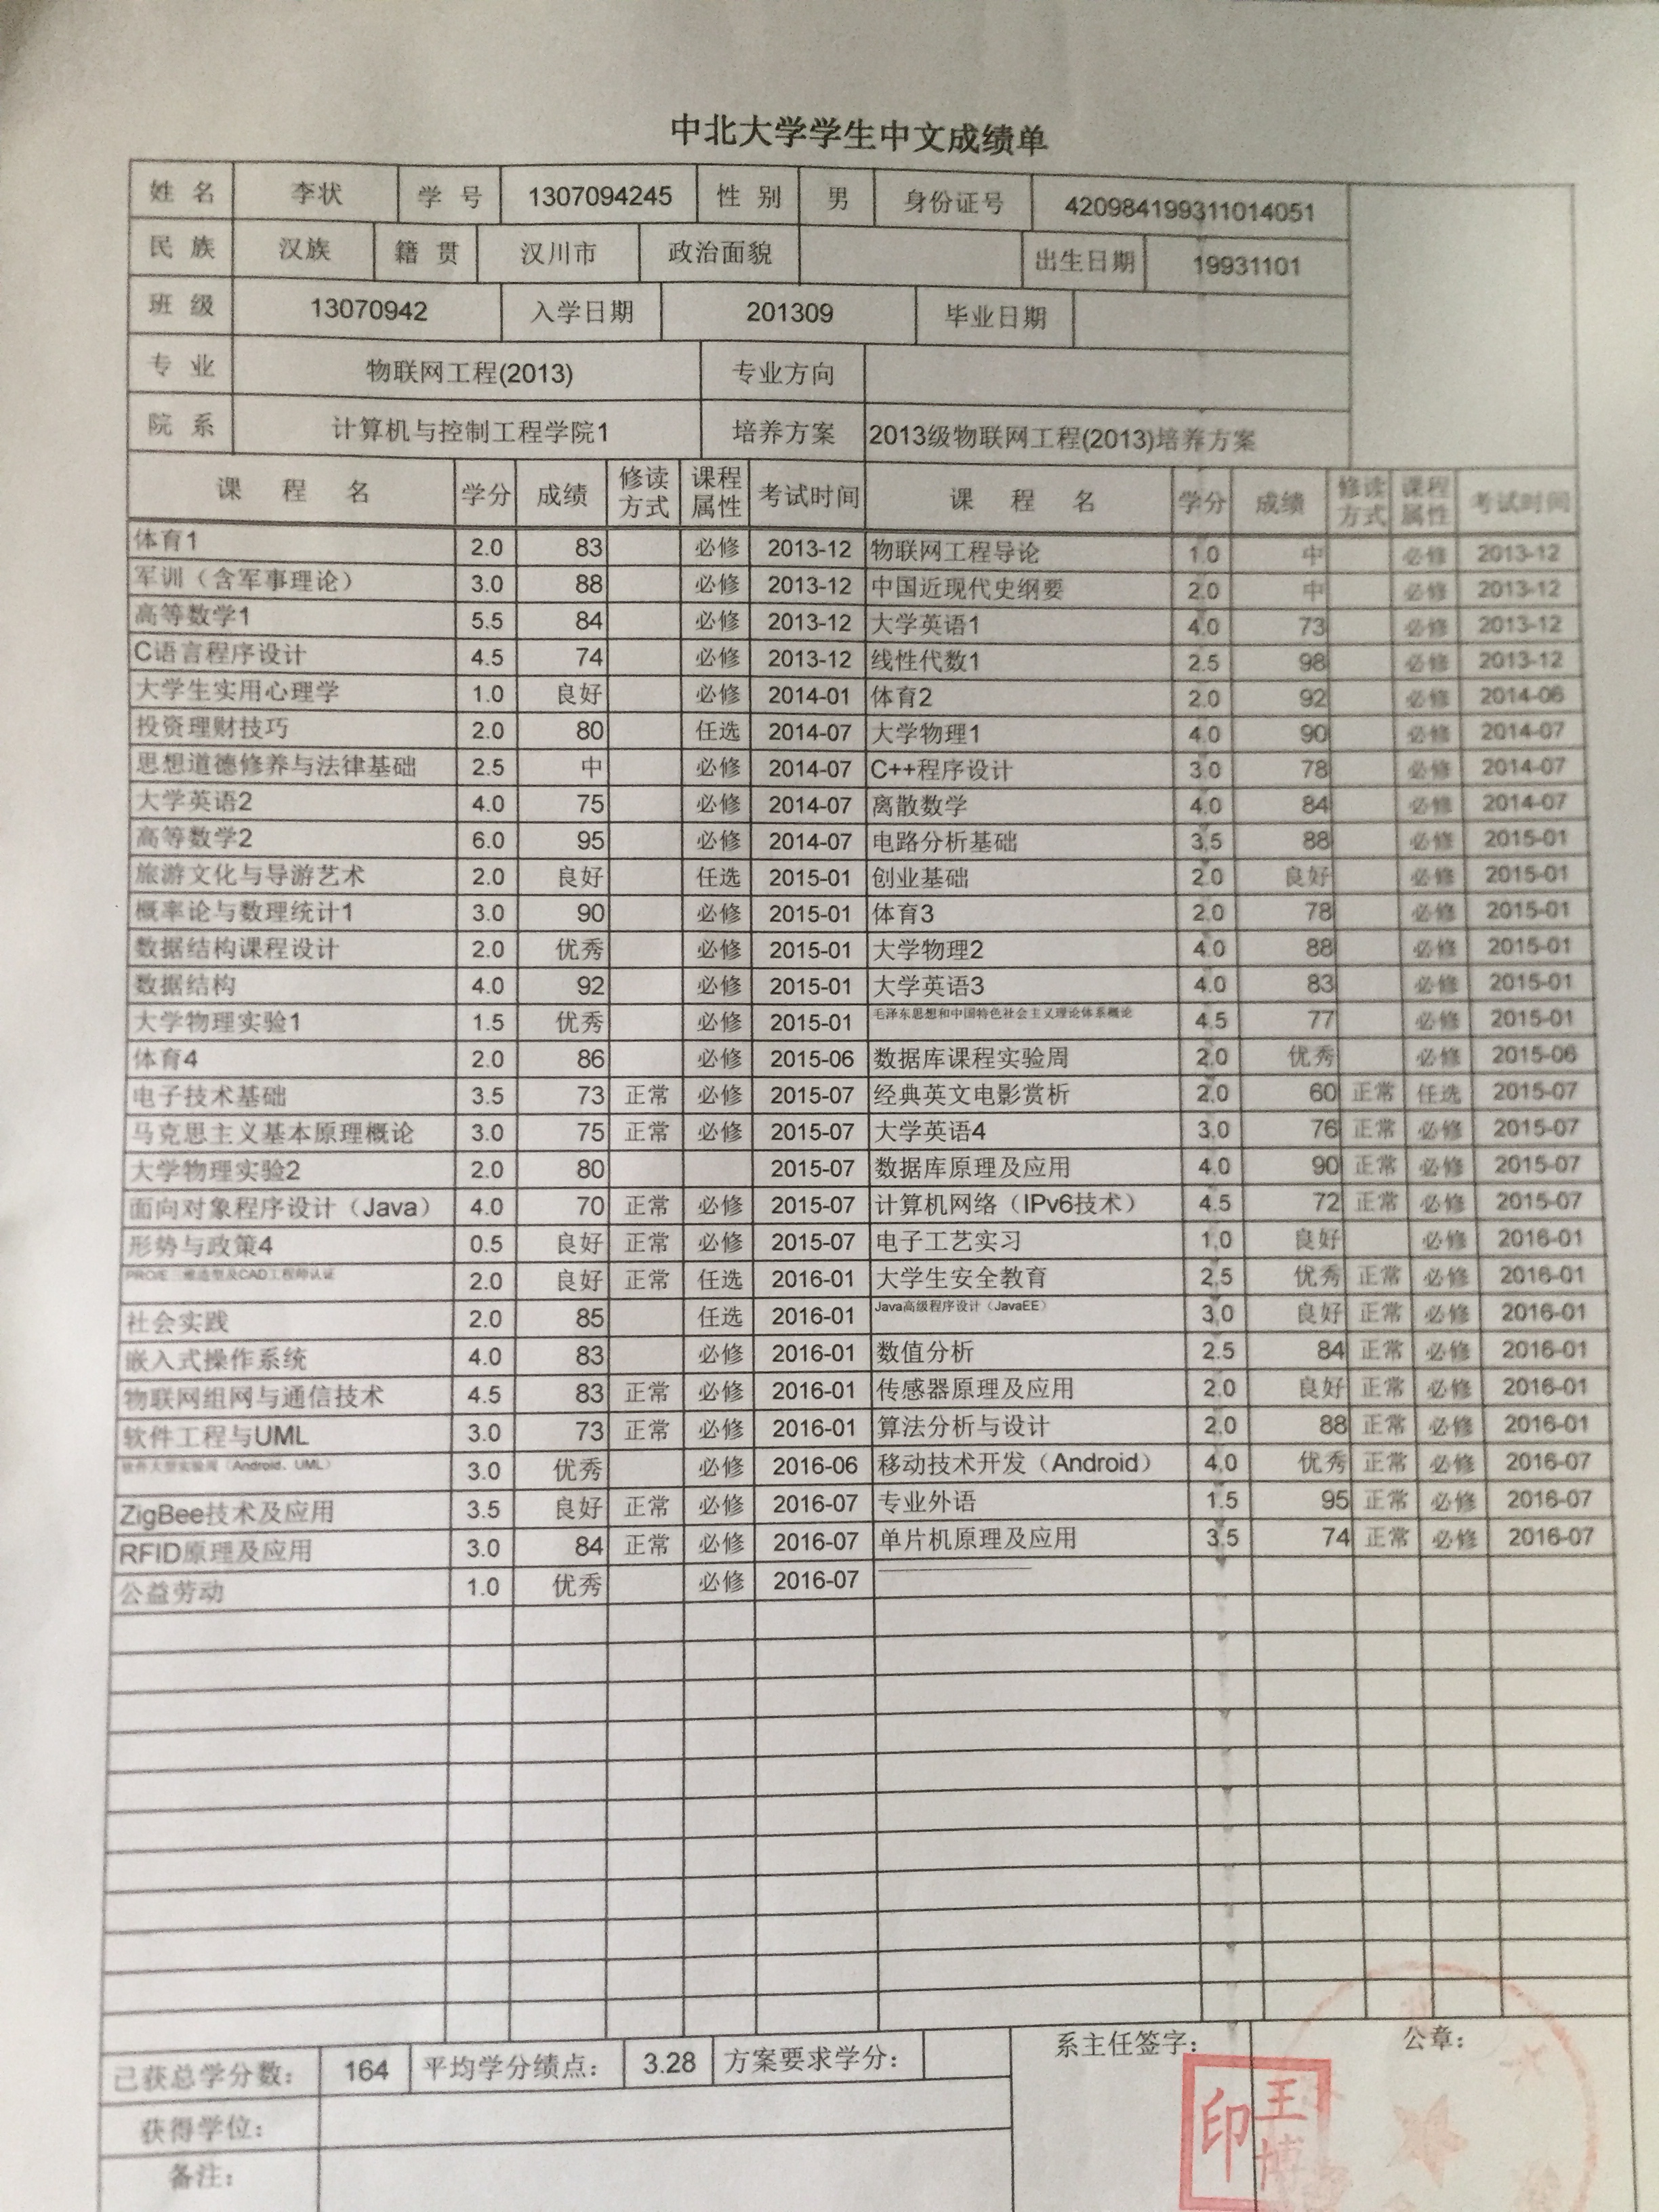 中北大学学生中文成绩单
姓 名 李状 学 号 1307094245 性 别 男 身份证号 420984199311014051
民 族 汉族 籍 贯 汉川市 政治面貌 出生日期 19931101
班 级 13070942 入学日期 201309 毕业日期
专 业 物联网工程(2013) 专业方向
院 系 计算机与控制工程学院1 培养方案 2013级物联网工程(2013)培养方案
课 程 名 学分 成绩 修读方式 课程属性 考试时间 课 程 名 学分 成绩 修读方式 课程属性 考试时间
体育1 2.0 83 必修 2013-12 物联网工程导论 1.0 中 必修 2013-12
军训（含军事理论） 3.0 88 必修 2013-12 中国近现代史纲要 2.0 中 必修 2013-12
高等数学1 5.5 84 必修 2013-12 大学英语1 4.0 73 必修 2013-12
C语言程序设计 4.5 74 必修 2013-12 线性代数1 2.5 98 必修 2013-12
大学生实用心理学 1.0 良好 必修 2014-01 体育2 2.0 92 必修 2014-06
投资理财技巧 2.0 80 任选 2014-07 大学物理1 4.0 90 必修 2014-07
思想道德修养与法律基础 2.5 中 必修 2014-07 C++程序设计 3.0 78 必修 2014-07
大学英语2 4.0 75 必修 2014-07 离散数学 4.0 84 必修 2014-07
高等数学2 6.0 95 必修 2014-07 电路分析基础 3.5 88 必修 2015-01
旅游文化与导游艺术 2.0 良好 任选 2015-01 创业基础 2.0 良好 必修 2015-01
概率论与数理统计1 3.0 90 必修 2015-01 体育3 2.0 78 必修 2015-01
数据结构课程设计 2.0 优秀 必修 2015-01 大学物理2 4.0 88 必修 2015-01
数据结构 4.0 92 必修 2015-01 大学英语3 4.0 83 必修 2015-01
大学物理实验1 1.5 优秀 必修 2015-01 毛泽东思想和中国特色社会主义理论体系概论 4.5 77 必修 2015-01
体育4 2.0 86 必修 2015-06 数据库课程实验周 2.0 优秀 必修 2015-06
电子技术基础 3.5 73 正常 必修 2015-07 经典英文电影赏析 2.0 60 正常 任选 2015-07
马克思主义基本原理概论 3.0 75 正常 必修 2015-07 大学英语4 3.0 76 正常 必修 2015-07
大学物理实验2 2.0 80 2015-07 数据库原理及应用 4.0 90 正常 必修 2015-07
面向对象程序设计（Java） 4.0 70 正常 必修 2015-07 计算机网络（IPv6技术） 4.5 72 正常 必修 2015-07
形势与政策4 0.5 良好 正常 必修 2015-07 电子工艺实习 1.0 良好 必修 2016-01
PRO/E三维造型及CAD工程师认证 2.0 良好 正常 任选 2016-01 大学生安全教育 2.5 优秀 正常 必修 2016-01
社会实践 2.0 85 任选 2016-01 Java高级程序设计（JavaEE） 3.0 良好 正常 必修 2016-01
嵌入式操作系统 4.0 83 必修 2016-01 数值分析 2.5 84 正常 必修 2016-01
物联网组网与通信技术 4.5 83 正常 必修 2016-01 传感器原理及应用 2.0 良好 正常 必修 2016-01
软件工程与UML 3.0 73 正常 必修 2016-01 算法分析与设计 2.0 88 正常 必修 2016-01
软件大型实验周（Android、UML） 3.0 优秀 必修 2016-06 移动技术开发（Android） 4.0 优秀 正常 必修 2016-07
ZigBee技术及应用 3.5 良好 正常 必修 2016-07 专业外语 1.5 95 正常 必修 2016-07
RFID原理及应用 3.0 84 正常 必修 2016-07 单片机原理及应用 3.5 74 正常 必修 2016-07
公益劳动 1.0 优秀 必修 2016-07
已获总学分数： 164 平均学分绩点： 3.28 方案要求学分： 系主任签字： 公章：
获得学位：
备注：
王
印